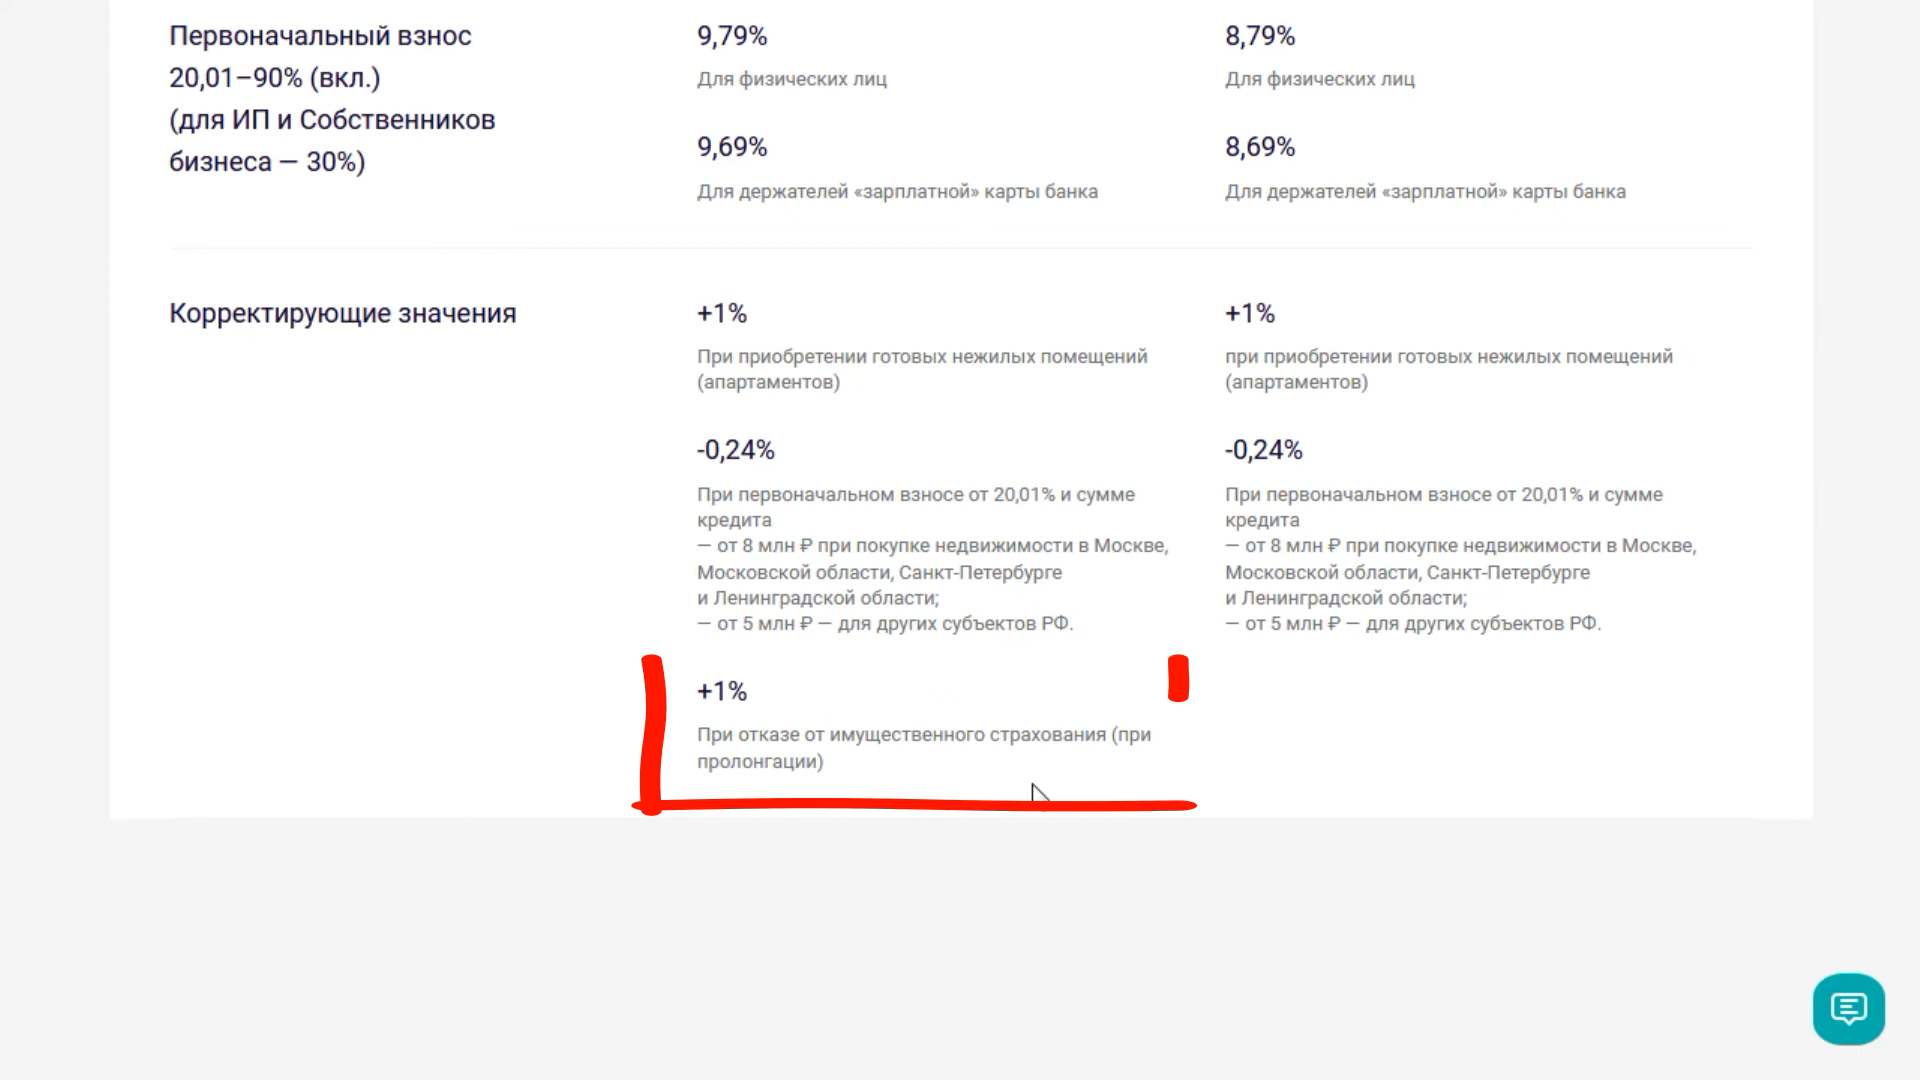 Первоначальный взнос
20,01–90% (вкл.)
(для ИП и Собственников
бизнеса — 30%)
9,79%
Для физических лиц
9,69%
Для держателей «зарплатной» карты банка
8,79%
Для физических лиц
8,69%
Для держателей «зарплатной» карты банка
Корректирующие значения
+1%
При приобретении готовых нежилых помещений
(апартаментов)
-0,24%
При первоначальном взносе от 20,01% и сумме
кредита
— от 8 млн ₽ при покупке недвижимости в Москве,
Московской области, Санкт-Петербурге
и Ленинградской области;
— от 5 млн ₽ — для других субъектов РФ.
+1%
При отказе от имущественного страхования (при
пролонгации)
+1%
при приобретении готовых нежилых помещений
(апартаментов)
-0,24%
При первоначальном взносе от 20,01% и сумме
кредита
— от 8 млн ₽ при покупке недвижимости в Москве,
Московской области, Санкт-Петербурге
и Ленинградской области;
— от 5 млн ₽ — для других субъектов РФ.